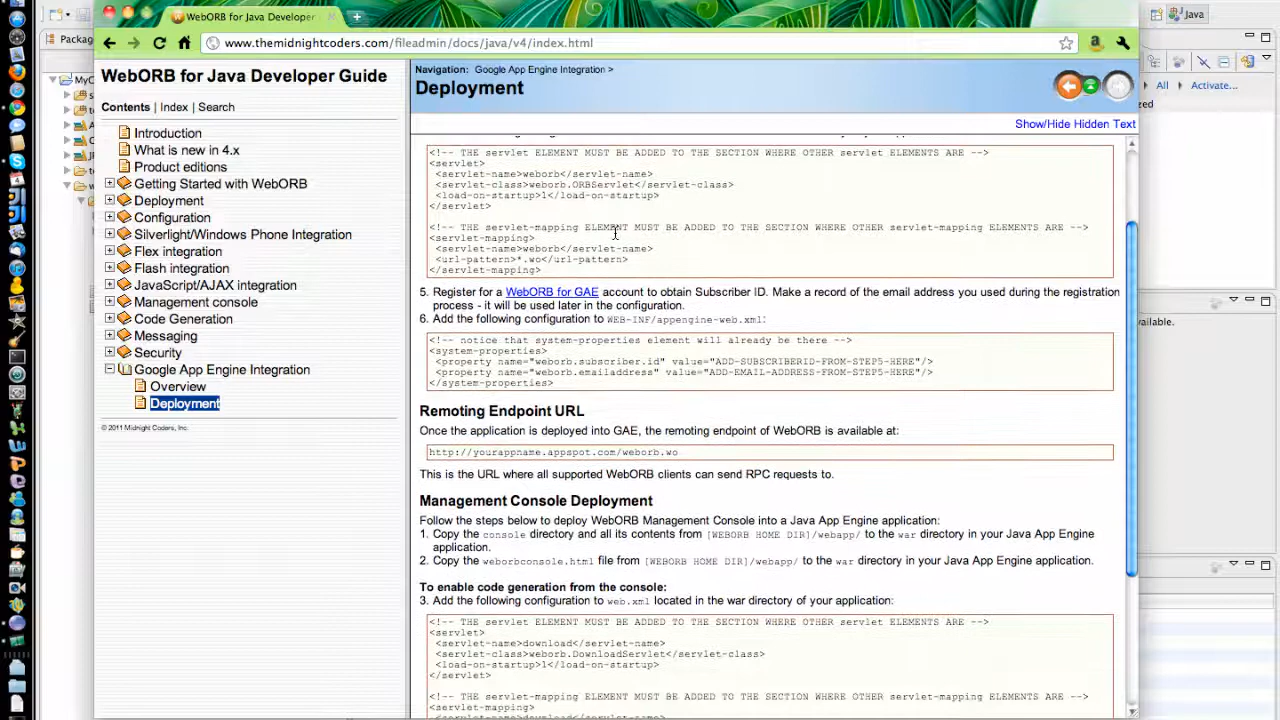 WebORB for Java Developer
Java
Packag
www.themidnightcoders.com/fileadmin/docs/java/v4/index.html
WebORB for Java Developer Guide
Navigation: Google App Engine Integration >
Deployment
MyC
All
Activate...
Contents | Index | Search
Show/Hide Hidden Text
Introduction
What is new in 4.x
Product editions
Getting Started with WebORB
Deployment
Configuration
Silverlight/Windows Phone Integration
Flex integration
Flash integration
JavaScript/AJAX integration
Management console
Code Generation
Messaging
Security
Google App Engine Integration
Overview
Deployment
© 2011 Midnight Coders, Inc.
<!-- THE servlet ELEMENT MUST BE ADDED TO THE SECTION WHERE OTHER servlet ELEMENTS ARE -->
<servlet>
<servlet-name>weborb</servlet-name>
<servlet-class>weborb.ORBServlet</servlet-class>
<load-on-startup>1</load-on-startup>
</servlet>
<!-- THE servlet-mapping ELEMENT MUST BE ADDED TO THE SECTION WHERE OTHER servlet-mapping ELEMENTS ARE -->
<servlet-mapping>
<servlet-name>weborb</servlet-name>
<url-pattern>*.wo</url-pattern>
</servlet-mapping>
5. Register for a WebORB for GAE account to obtain Subscriber ID. Make a record of the email address you used during the registration
process - it will be used later in the configuration.
6. Add the following configuration to WEB-INF/appengine-web.xml:
<!-- notice that system-properties element will already be there -->
<system-properties>
<property name="weborb.subscriber.id" value="ADD-SUBSCRIBERID-FROM-STEP5-HERE"/>
<property name="weborb.emailaddress" value="ADD-EMAIL-ADDRESS-FROM-STEP5-HERE"/>
</system-properties>
Remoting Endpoint URL
Once the application is deployed into GAE, the remoting endpoint of WebORB is available at:
http://yourappname.appspot.com/weborb.wo
This is the URL where all supported WebORB clients can send RPC requests to.
Management Console Deployment
Follow the steps below to deploy WebORB Management Console into a Java App Engine application:
1. Copy the console directory and all its contents from [WEBORB HOME DIR]/webapp/ to the war directory in your Java App Engine
application.
2. Copy the weborbconsole.html file from [WEBORB HOME DIR]/webapp/ to the war directory in your Java App Engine application.
To enable code generation from the console:
3. Add the following configuration to web.xml located in the war directory of your application:
<!-- THE servlet ELEMENT MUST BE ADDED TO THE SECTION WHERE OTHER servlet ELEMENTS ARE -->
<servlet>
<servlet-name>download</servlet-name>
<servlet-class>weborb.DownloadServlet</servlet-class>
<load-on-startup>1</load-on-startup>
</servlet>
<!-- THE servlet-mapping ELEMENT MUST BE ADDED TO THE SECTION WHERE OTHER servlet-mapping ELEMENTS ARE -->
<servlet-mapping>